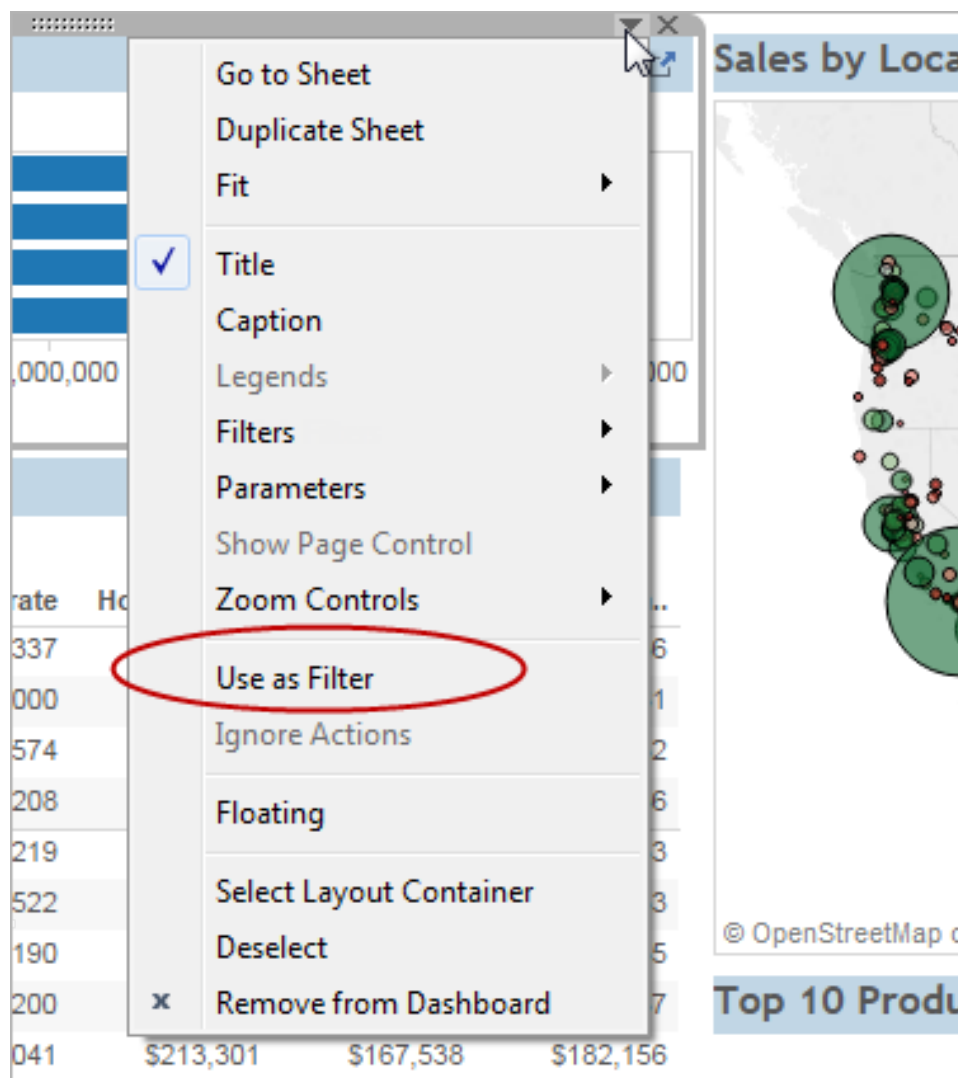 Sales by Loca
Go to Sheet
Duplicate Sheet
Fit
Title
Caption
,000,000
000
Legends
Filters
Parameters
Show Page Control
Zoom Controls
rate Ho ..
337 6
Use as Filter
000 1
Ignore Actions
574 2
208 6
Floating
219 3
Select Layout Container
522 3
© OpenStreetMap c
Deselect
190 5
200 7
Remove from Dashboard
Top 10 Produ
041 $213,301 $167,538 $182,156